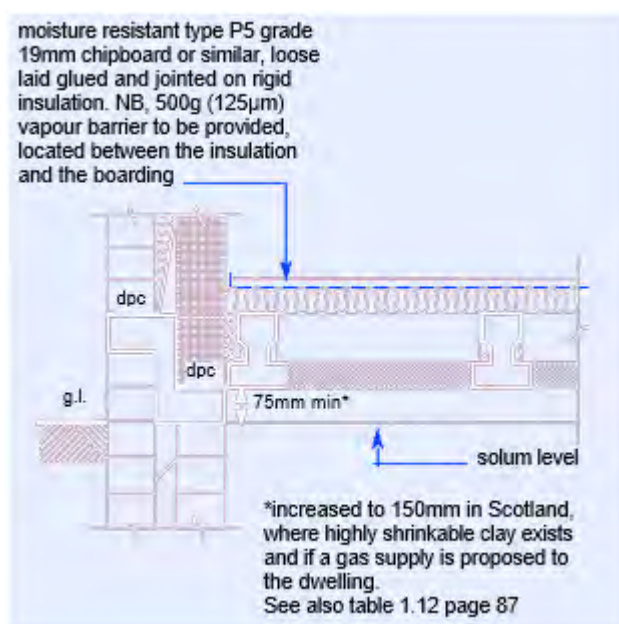 moisture resistant type P5 grade
19mm chipboard or similar, loose
laid glued and jointed on rigid
insulation. NB, 500g (125µm)
vapour barrier to be provided,
located between the insulation
and the boarding
dpc
dpc
g.l.
75mm min*
solum level
*increased to 150mm in Scotland,
where highly shrinkable clay exists
and if a gas supply is proposed to
the dwelling.
See also table 1.12 page 87